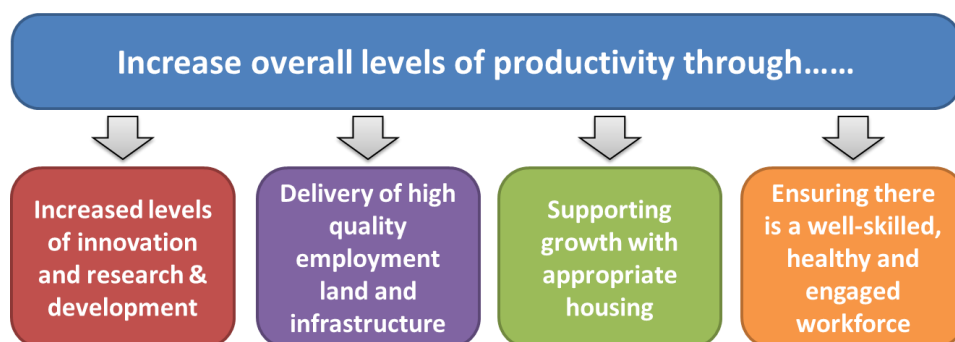 Increase overall levels of productivity through……
Increased levels
of innovation
and research &
development
Delivery of high
quality
employment
land and
infrastructure
Supporting
growth with
appropriate
housing
Ensuring there
is a well-skilled,
healthy and
engaged
workforce